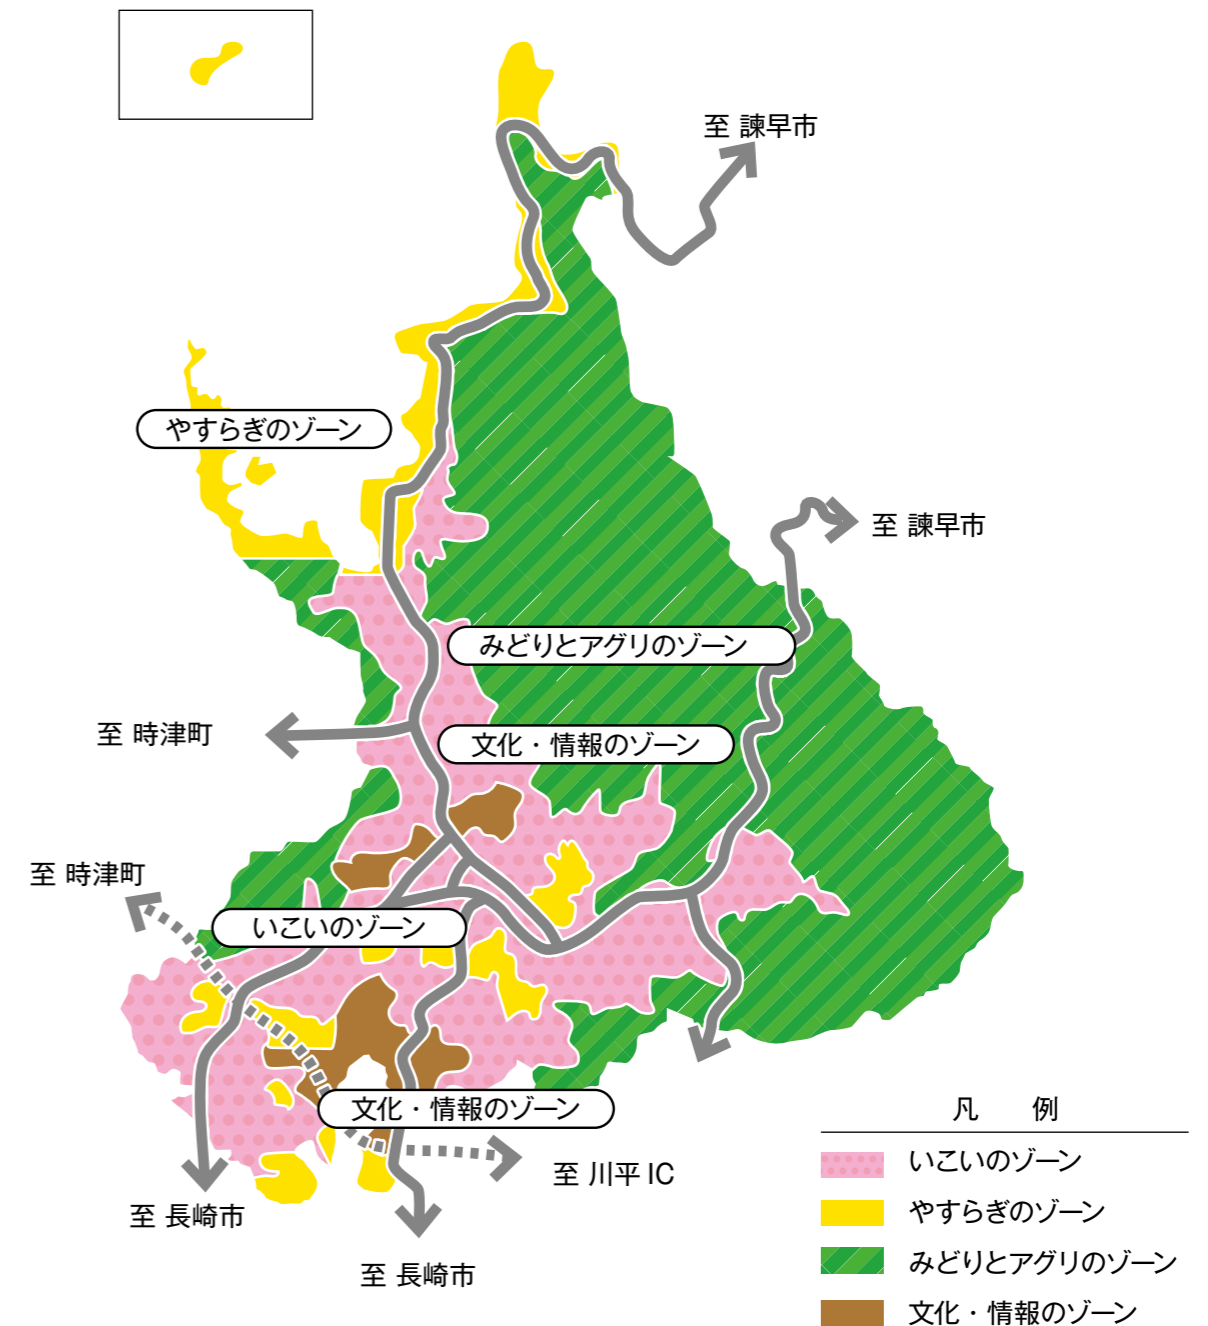 至 諫早市
やすらぎのゾーン
至 諫早市
みどりとアグリのゾーン
至 時津町
文化・情報のゾーン
至 時津町
いこいのゾーン
文化・情報のゾーン
至 川平 IC
至 長崎市
至 長崎市
凡 例
いこいのゾーン
やすらぎのゾーン
みどりとアグリのゾーン
文化・情報のゾーン